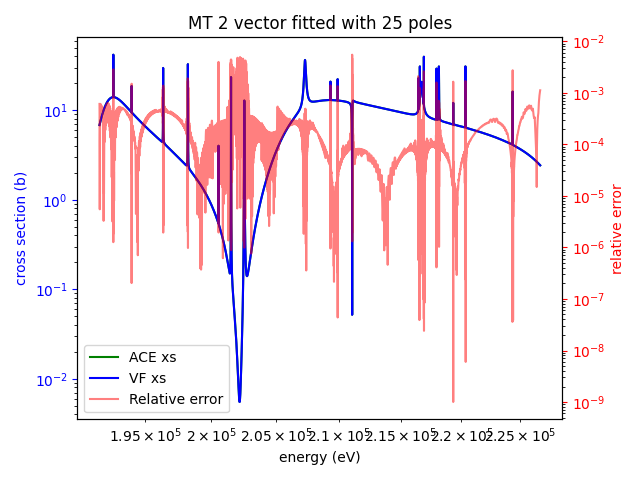 MT 2 vector fitted with 25 poles
cross section (b)
10¹
10⁰
10⁻¹
10⁻²
10⁻²
10⁻³
10⁻⁴
10⁻⁵
10⁻⁶
10⁻⁷
10⁻⁸
10⁻⁹
relative error
ACE xs
VF xs
Relative error
1.95 × 10⁵ 2 × 10⁵ 2.05 × 10⁵ 2.1 × 10⁵ 2.15 × 10⁵ 2.2 × 10⁵ 2.25 × 10⁵
energy (eV)